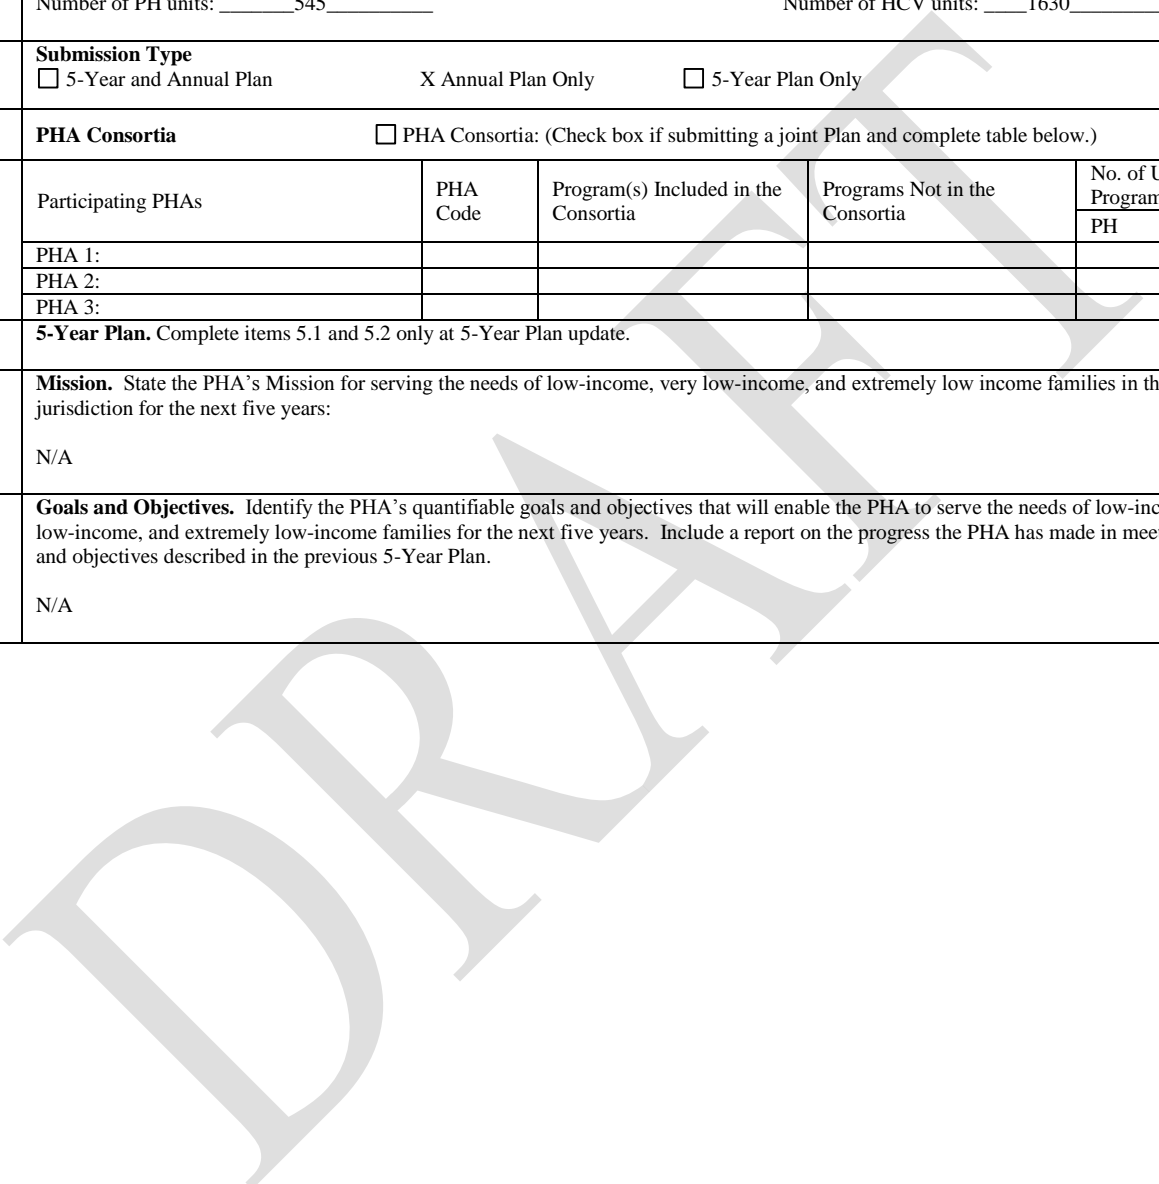 Number of PH units: _______545__________ Number of HCV units: ____1630________
Submission Type
☐ 5-Year and Annual Plan X Annual Plan Only ☐ 5-Year Plan Only
PHA Consortia ☐ PHA Consortia: (Check box if submitting a joint Plan and complete table below.)
Participating PHAs
PHA
Code
Program(s) Included in the
Consortia
Programs Not in the
Consortia
No. of U
Program
PH
PHA 1:
PHA 2:
PHA 3:
5-Year Plan. Complete items 5.1 and 5.2 only at 5-Year Plan update.
Mission. State the PHA’s Mission for serving the needs of low-income, very low-income, and extremely low income families in th
jurisdiction for the next five years:
N/A
Goals and Objectives. Identify the PHA’s quantifiable goals and objectives that will enable the PHA to serve the needs of low-inc
low-income, and extremely low-income families for the next five years. Include a report on the progress the PHA has made in mee
and objectives described in the previous 5-Year Plan.
N/A
DRAFT